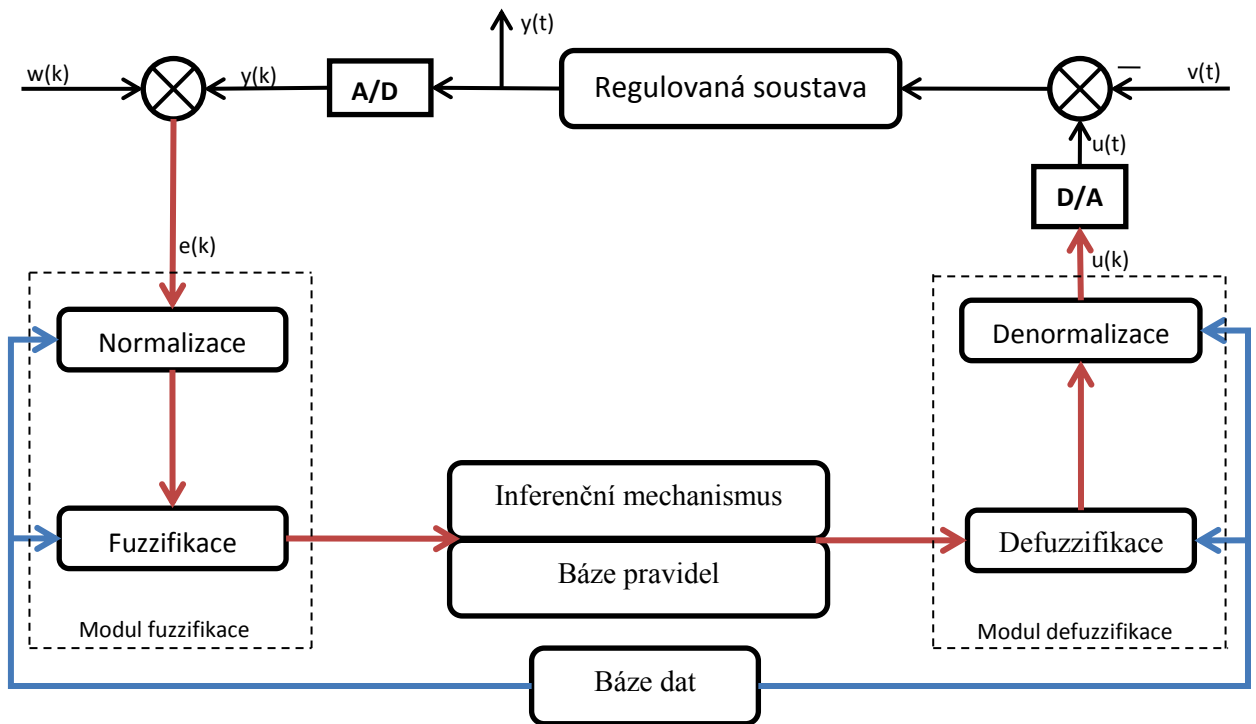 y(t)
w(k)
y(k)
A/D
Regulovaná soustava
–
v(t)
u(t)
D/A
e(k)
u(k)
Normalizace
Denormalizace
Inferenční mechanismus
Fuzzifikace
Defuzzifikace
Báze pravidel
Modul fuzzifikace
Modul defuzzifikace
Báze dat